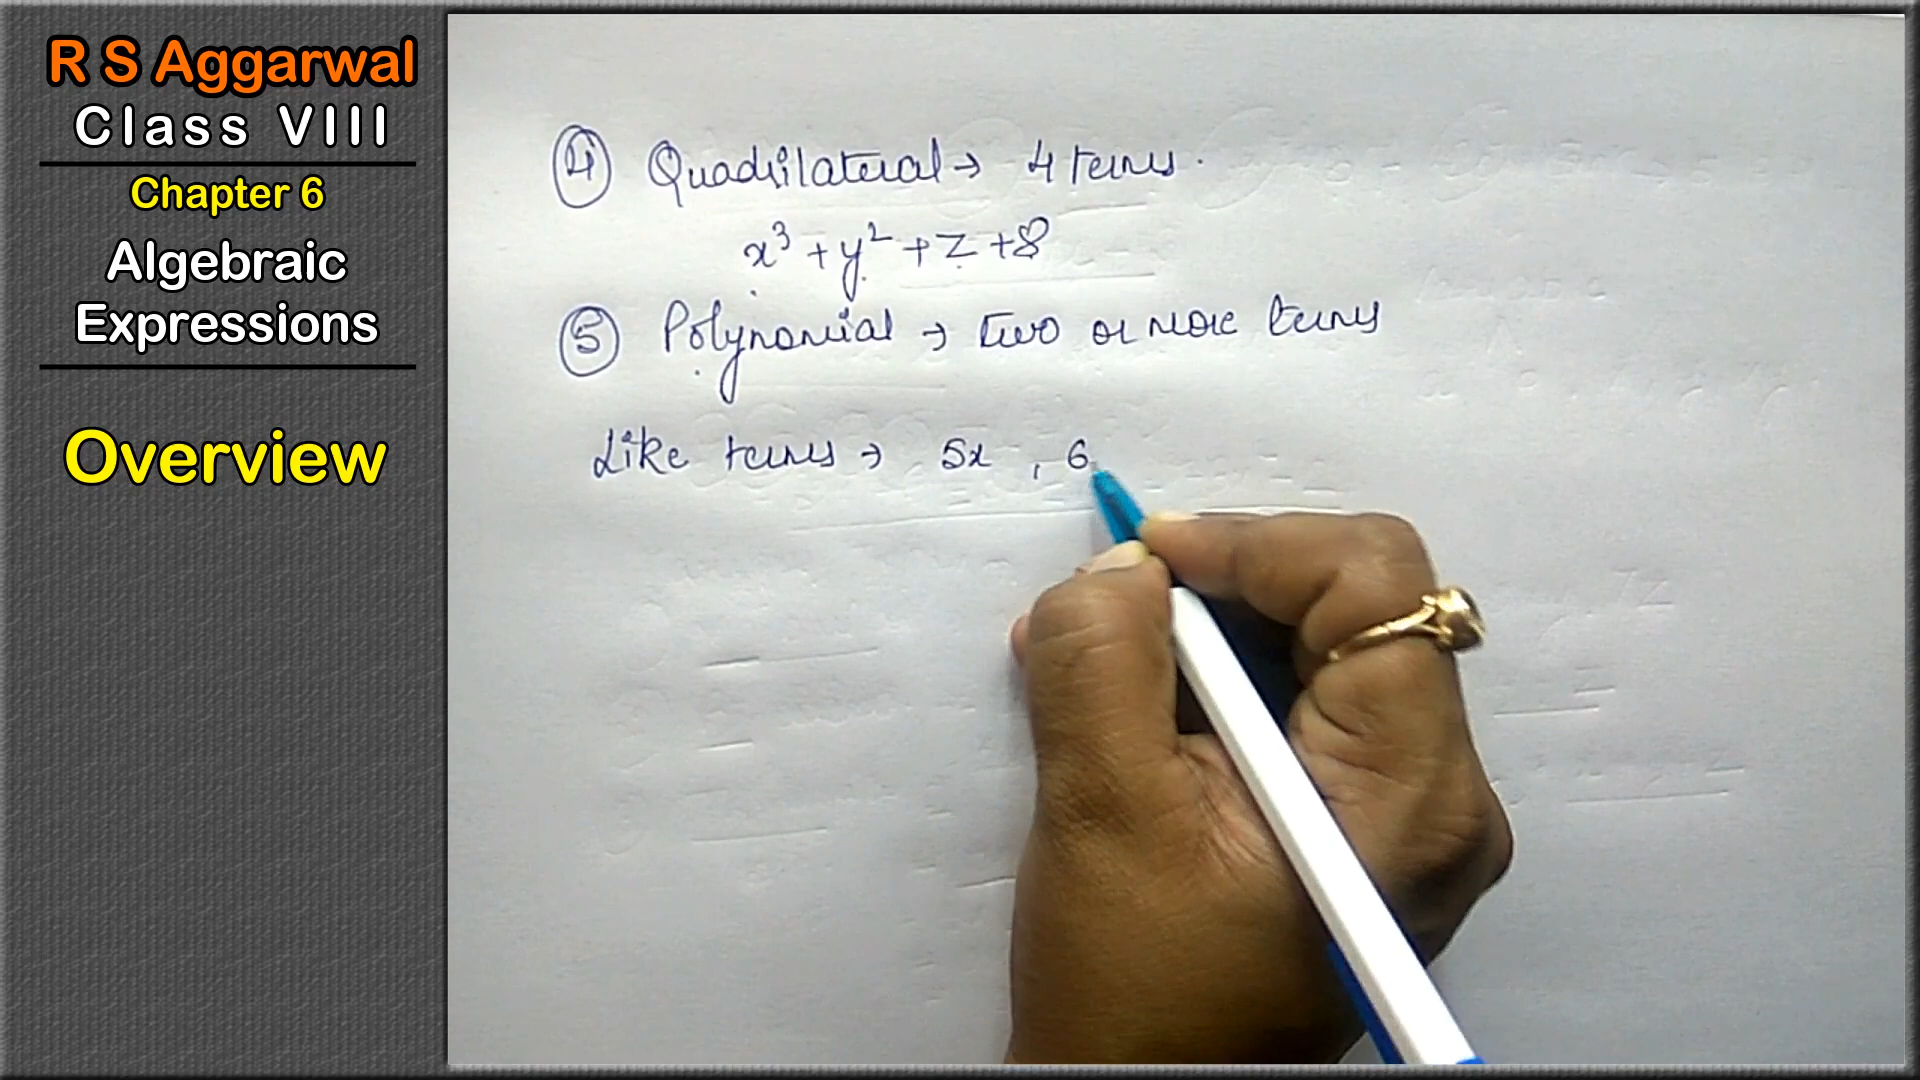 R S Aggarwal
Class VIII
Chapter 6
Algebraic
Expressions
Overview
④ Quadrilateral → 4 terms.
x³ + y² + z + 8
⑤ Polynomial → two or more terms
Like terms → 5x , 6